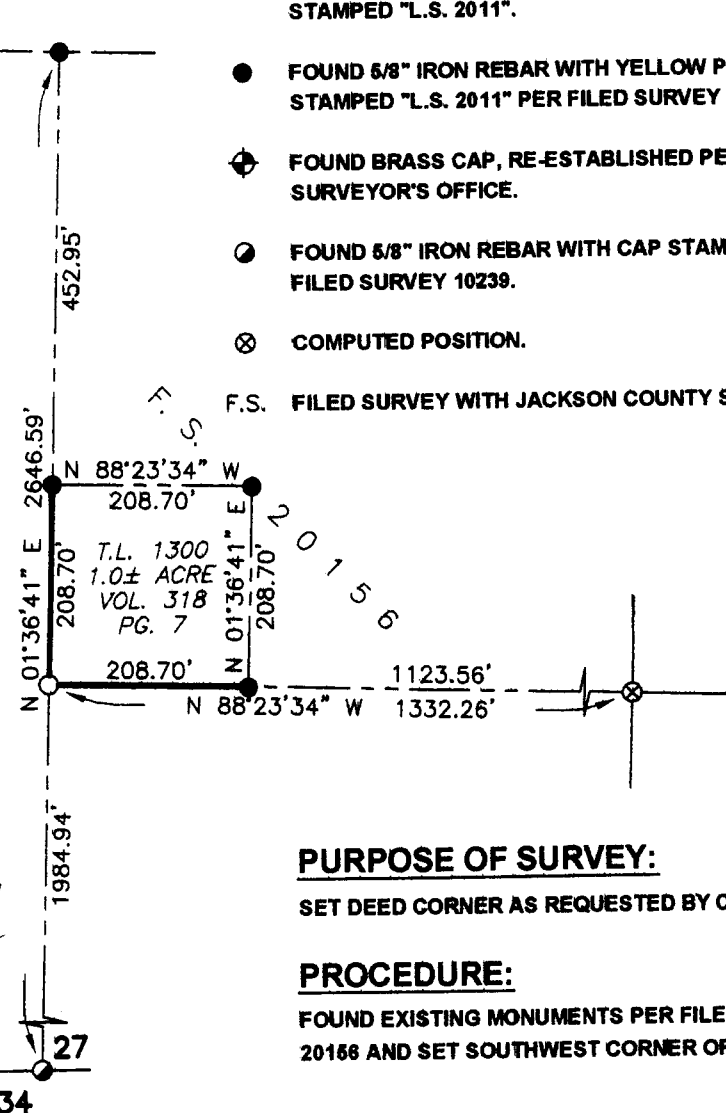 STAMPED "L.S. 2011".
FOUND 5/8" IRON REBAR WITH YELLOW
STAMPED "L.S. 2011" PER FILED SURVEY
FOUND BRASS CAP, RE-ESTABLISHED
SURVEYOR'S OFFICE.
FOUND 5/8" IRON REBAR WITH CAP
FILED SURVEY 10239.
COMPUTED POSITION.
F.S. FILED SURVEY WITH JACKSON COUNTY
452.95'
2646.59'
N 01°36'41" E
208.70'
F. S. 20156
N 88°23'34" W
208.70'
T.L. 1300
1.0± ACRE
VOL. 318
PG. 7
N 01°36'41" E
208.70'
208.70'
N 88°23'34" W
1123.56'
1332.26'
1984.94'
27
34
PURPOSE OF SURVEY:
SET DEED CORNER AS REQUESTED BY
PROCEDURE:
FOUND EXISTING MONUMENTS PER
20156 AND SET SOUTHWEST CORNER